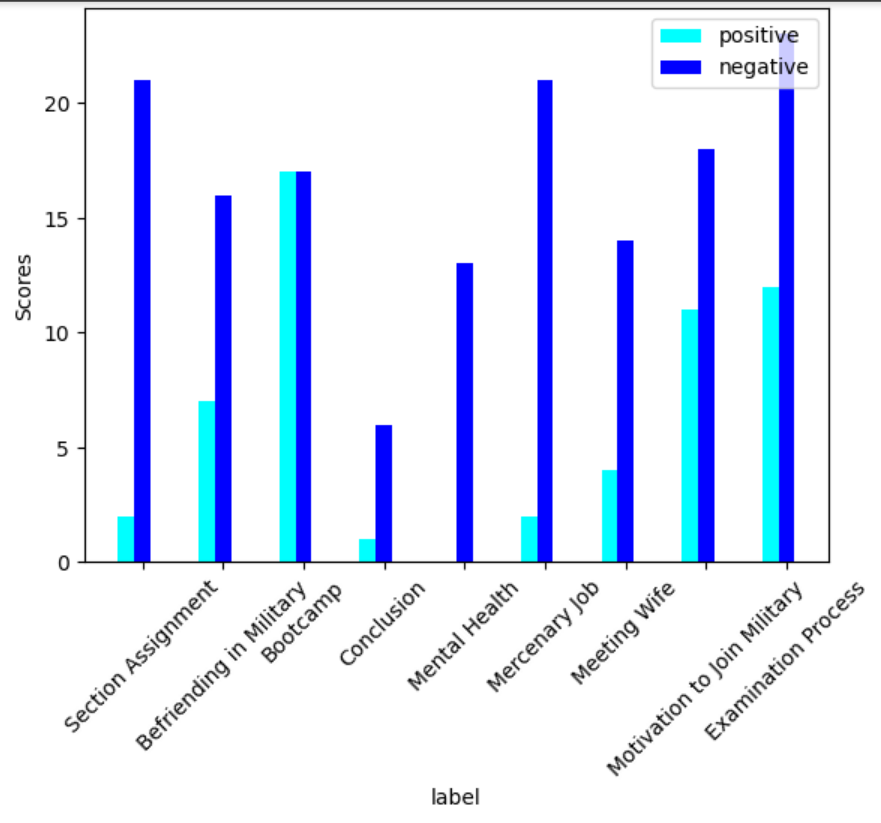 positive
negative
Scores
20
15
10
5
0
Section Assignment
Befriending in Military
Bootcamp
Conclusion
Mental Health
Mercenary Job
Meeting Wife
Motivation to Join Military
Examination Process
label